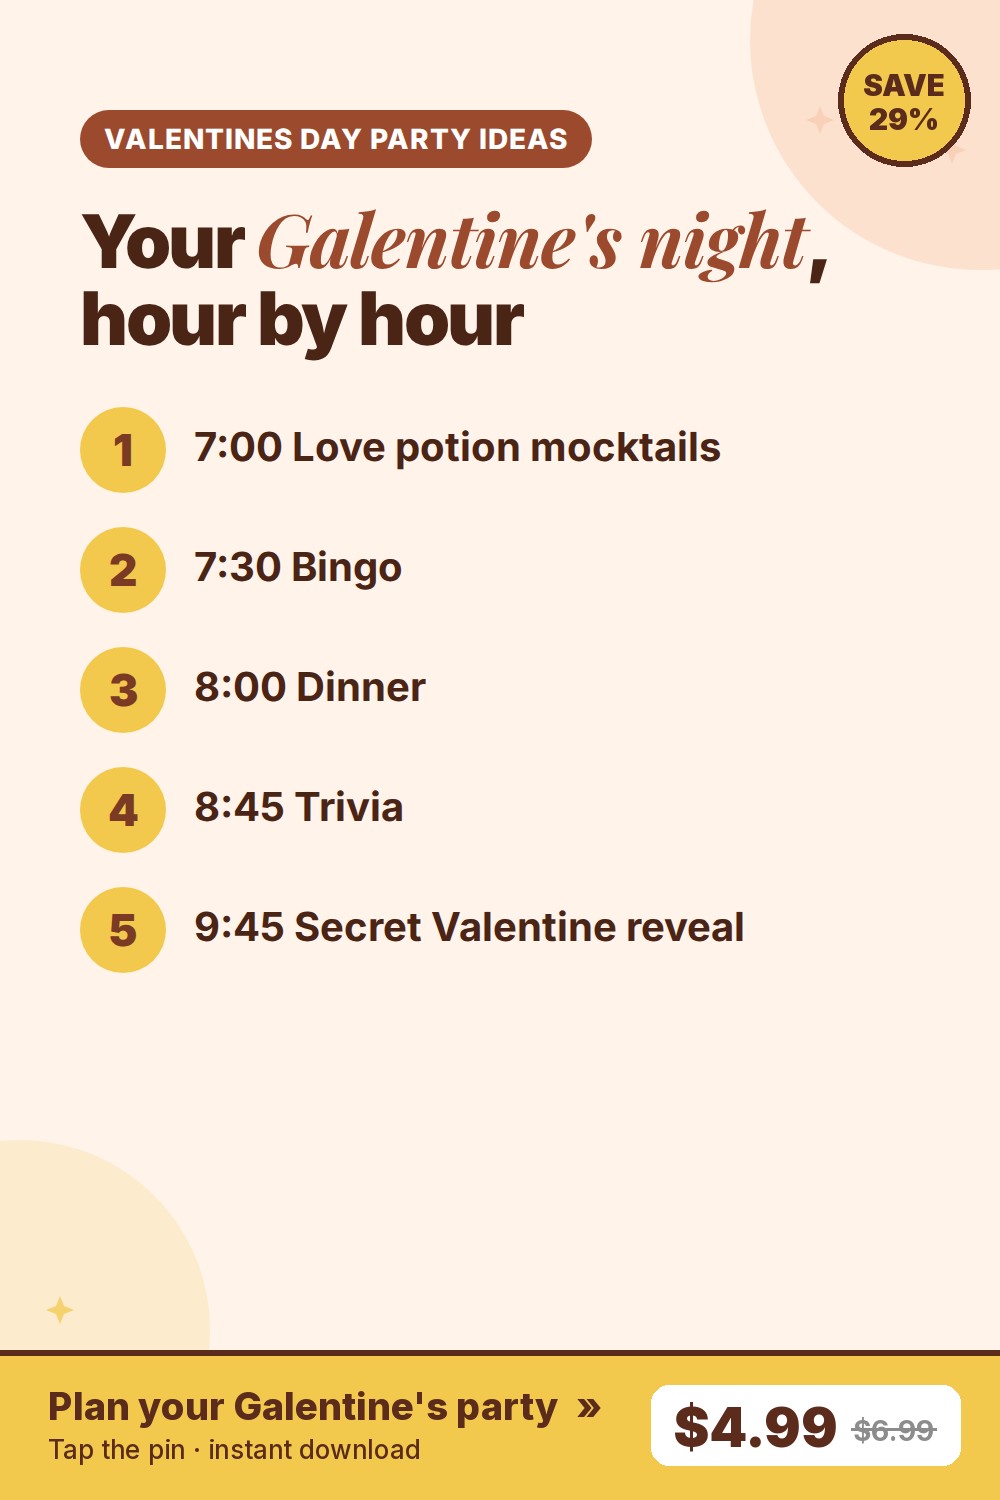 SAVE
29%
VALENTINES DAY PARTY IDEAS
Your Galentine's night,
hour by hour
1 7:00 Love potion mocktails
2 7:30 Bingo
3 8:00 Dinner
4 8:45 Trivia
5 9:45 Secret Valentine reveal
Plan your Galentine's party »
Tap the pin · instant download
$4.99 $6.99